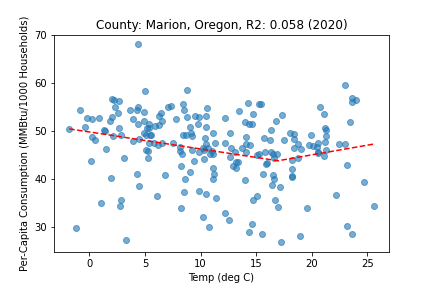 County: Marion, Oregon, R2: 0.058 (2020)
Per-Capita Consumption (MMBtu/1000 Households)
70
60
50
40
30
0 5 10 15 20 25
Temp (deg C)